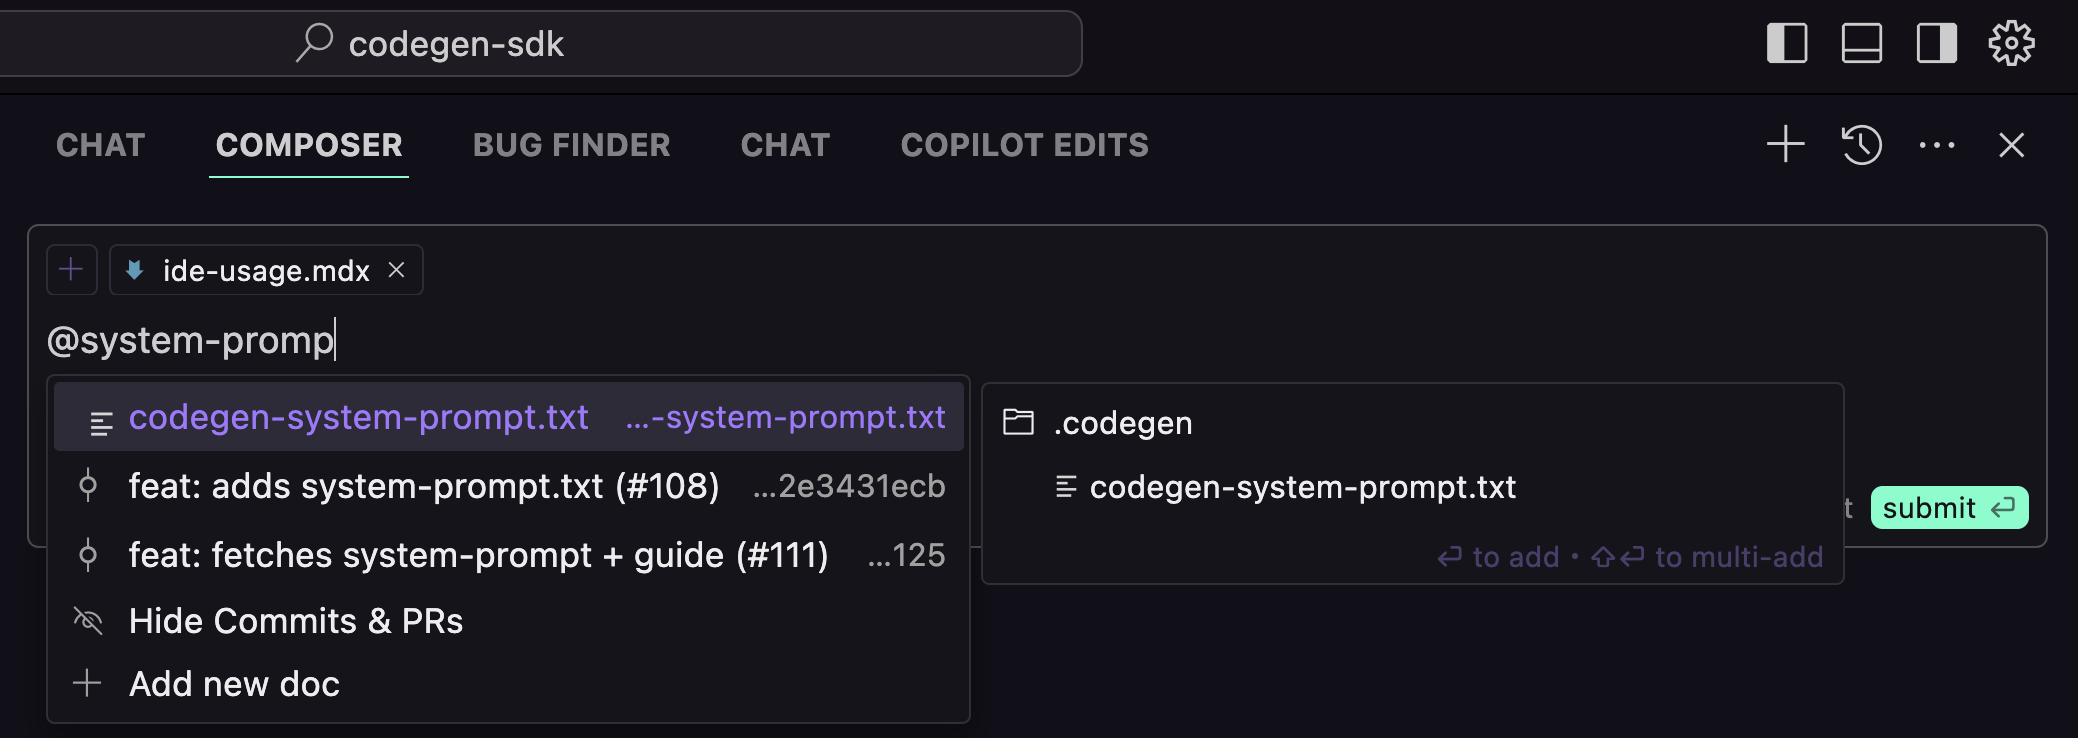 codegen-sdk
CHAT COMPOSER BUG FINDER CHAT COPILOT EDITS
ide-usage.mdx
@system-promp
codegen-system-prompt.txt ...-system-prompt.txt
feat: adds system-prompt.txt (#108) ...2e3431ecb
feat: fetches system-prompt + guide (#111) ...125
Hide Commits & PRs
Add new doc
.codegen
codegen-system-prompt.txt
⏎ to add • ⇧⏎ to multi-add
t submit ⏎